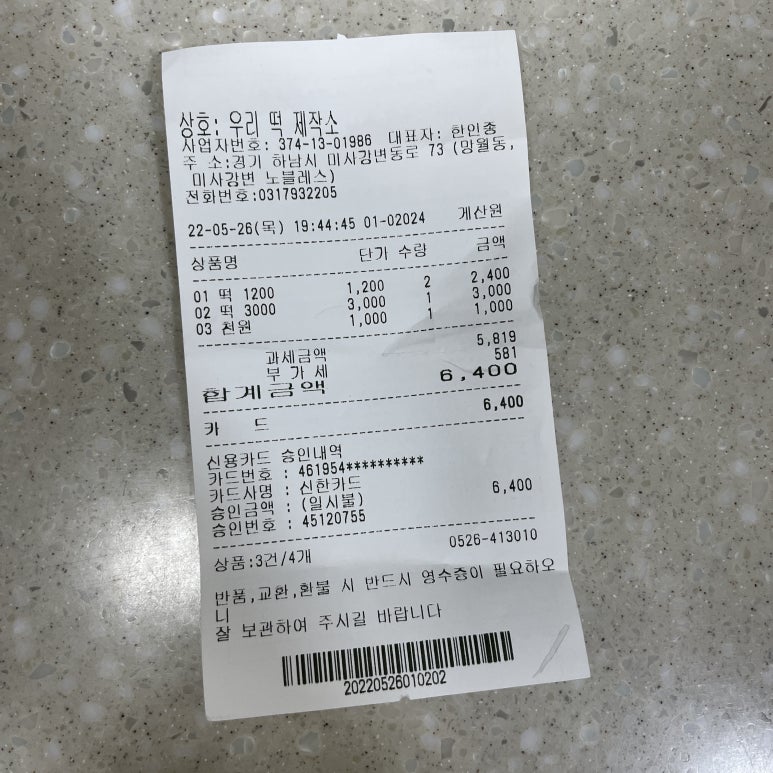 상호: 우리 떡 제작소
사업자번호: 374-13-01986 대표자: 한인중
주 소:경기 하남시 미사강변동로 73 (망월동,
미사강변 노블레스)
전화번호:0317932205
22-05-26(목) 19:44:45 01-02024 게산원
상품명 단가 수량 금액
01 떡 1200 1,200 2 2,400
02 떡 3000 3,000 1 3,000
03 천원 1,000 1 1,000
과세금액 5,819
부 가 세 581
합계금액 6,400
카 드 6,400
신용카드 승인내역
카드번호 : 461954**********
카드사명 : 신한카드
승인금액 : (일시불) 6,400
승인번호 : 45120755
상품:3건/4개 0526-413010
반품,교환,환불 시 반드시 영수증이 필요하오
니
잘 보관하여 주시길 바랍니다
20220526010202